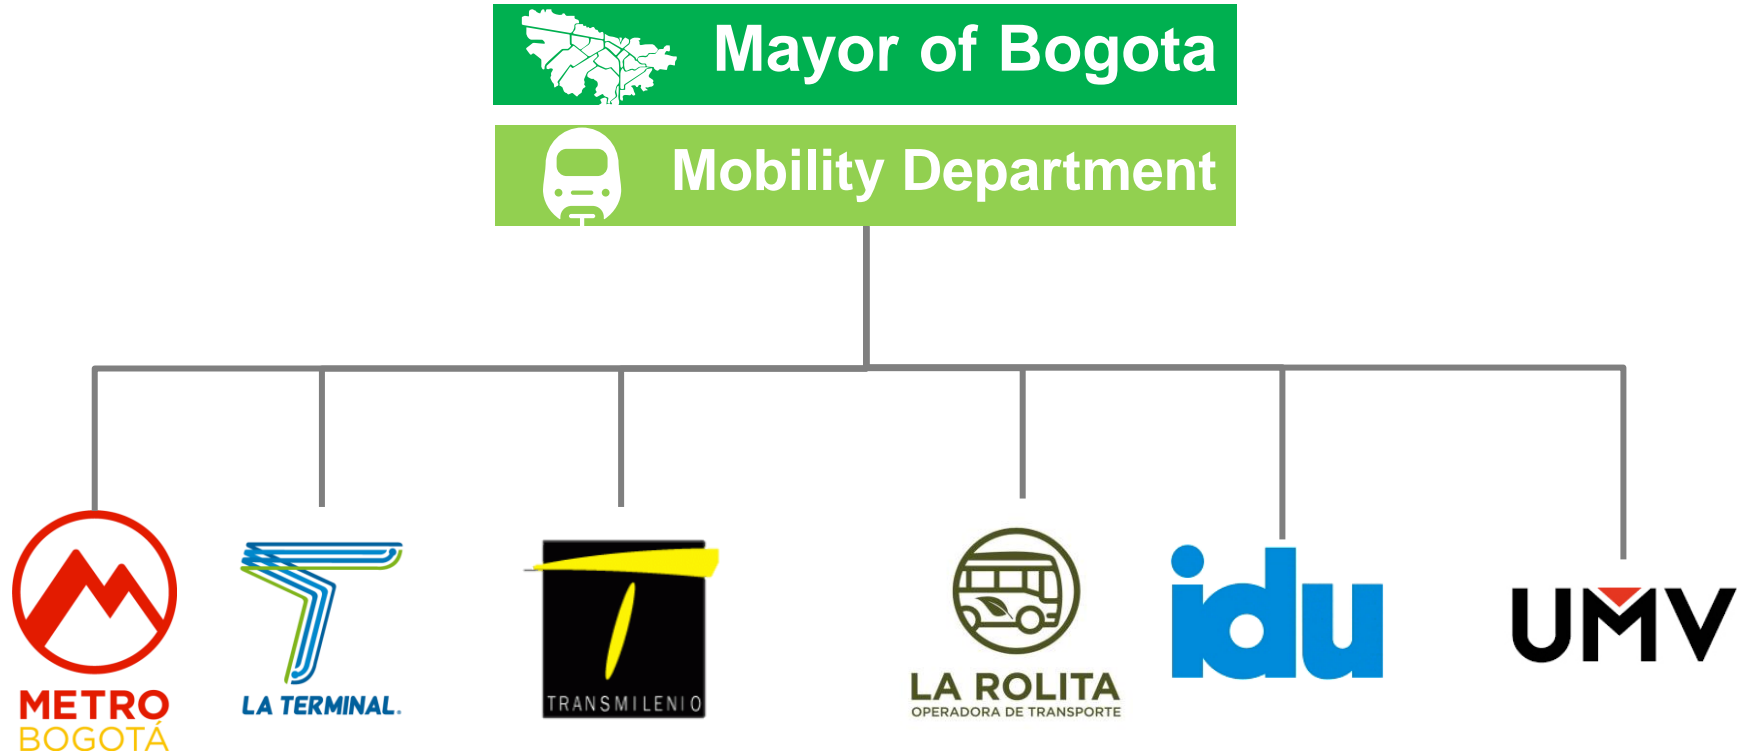 Mayor of Bogota
Mobility Department
METRO
BOGOTÁ
LA TERMINAL.
TRANSMILENIO
LA ROLITA
OPERADORA DE TRANSPORTE
idu
UMV